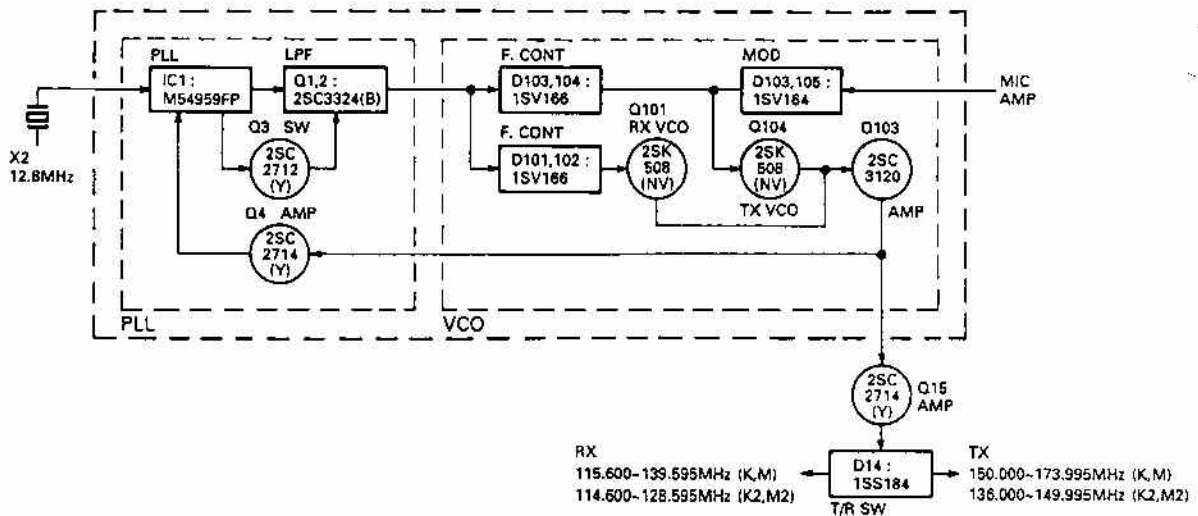 PLL
IC1 :
M54959FP
LPF
Q1,2 :
2SC3324(B)
Q3 SW
2SC
2712
(Y)
Q4 AMP
2SC
2714
(Y)
X2
12.8MHz
PLL
F. CONT
D103,104 :
1SV166
F. CONT
D101,102 :
1SV166
Q101
RX VCO
2SK
508
(NV)
MOD
D103,105 :
1SV164
Q104
2SK
508
(NV)
TX VCO
Q103
2SC
3120
AMP
MIC
AMP
VCO
2SC
2714
(Y)
Q15
AMP
RX
115.600~139.595MHz (K,M)
114.600~128.595MHz (K2,M2)
D14 :
1SS184
T/R SW
TX
150.000~173.995MHz (K,M)
136.000~149.995MHz (K2,M2)